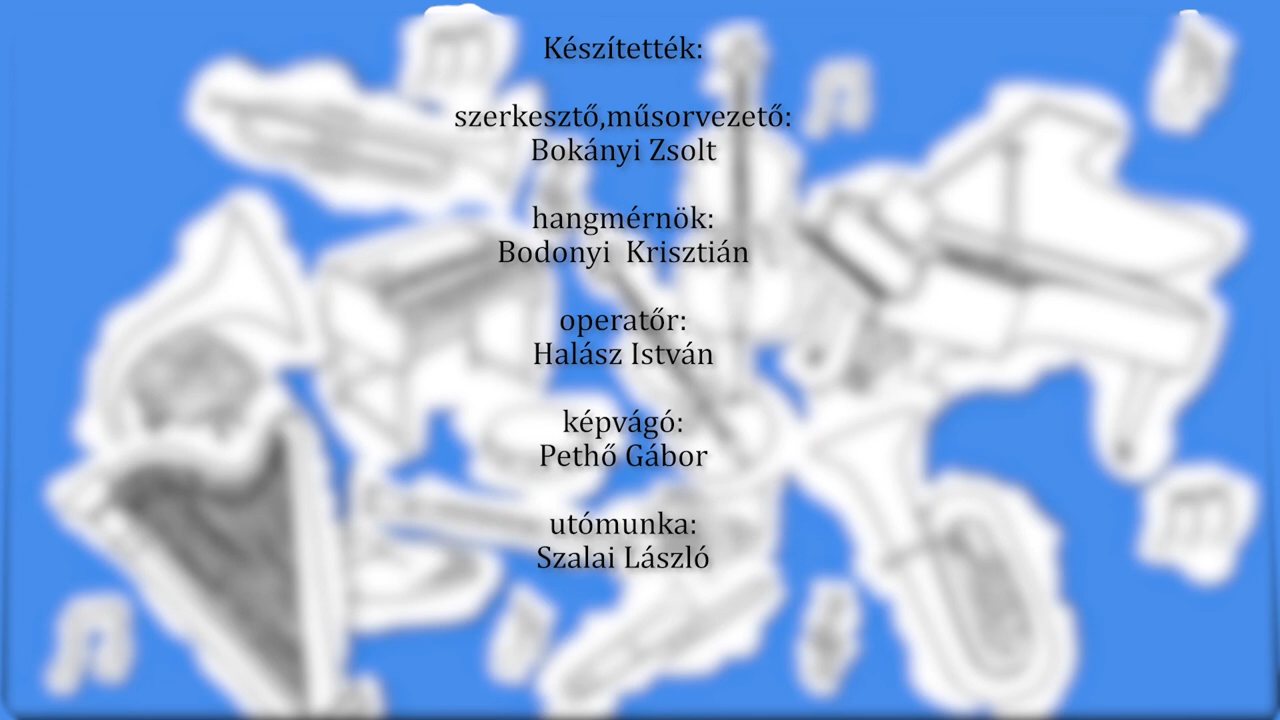 Készítették:
szerkesztő,műsorvezető:
Bokányi Zsolt
hangmérnök:
Bodonyi  Krisztián
operatőr:
Halász István
képvágó:
Pethő Gábor
utómunka:
Szalai László